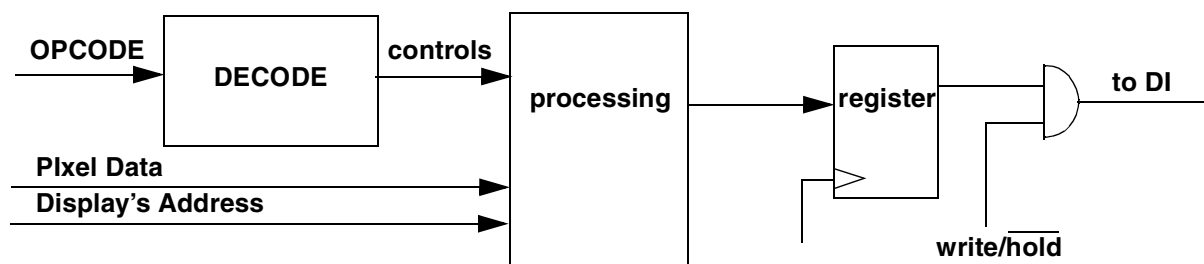 OPCODE
DECODE
controls
processing
register
to DI
PIxel Data
Display's Address
write/hold